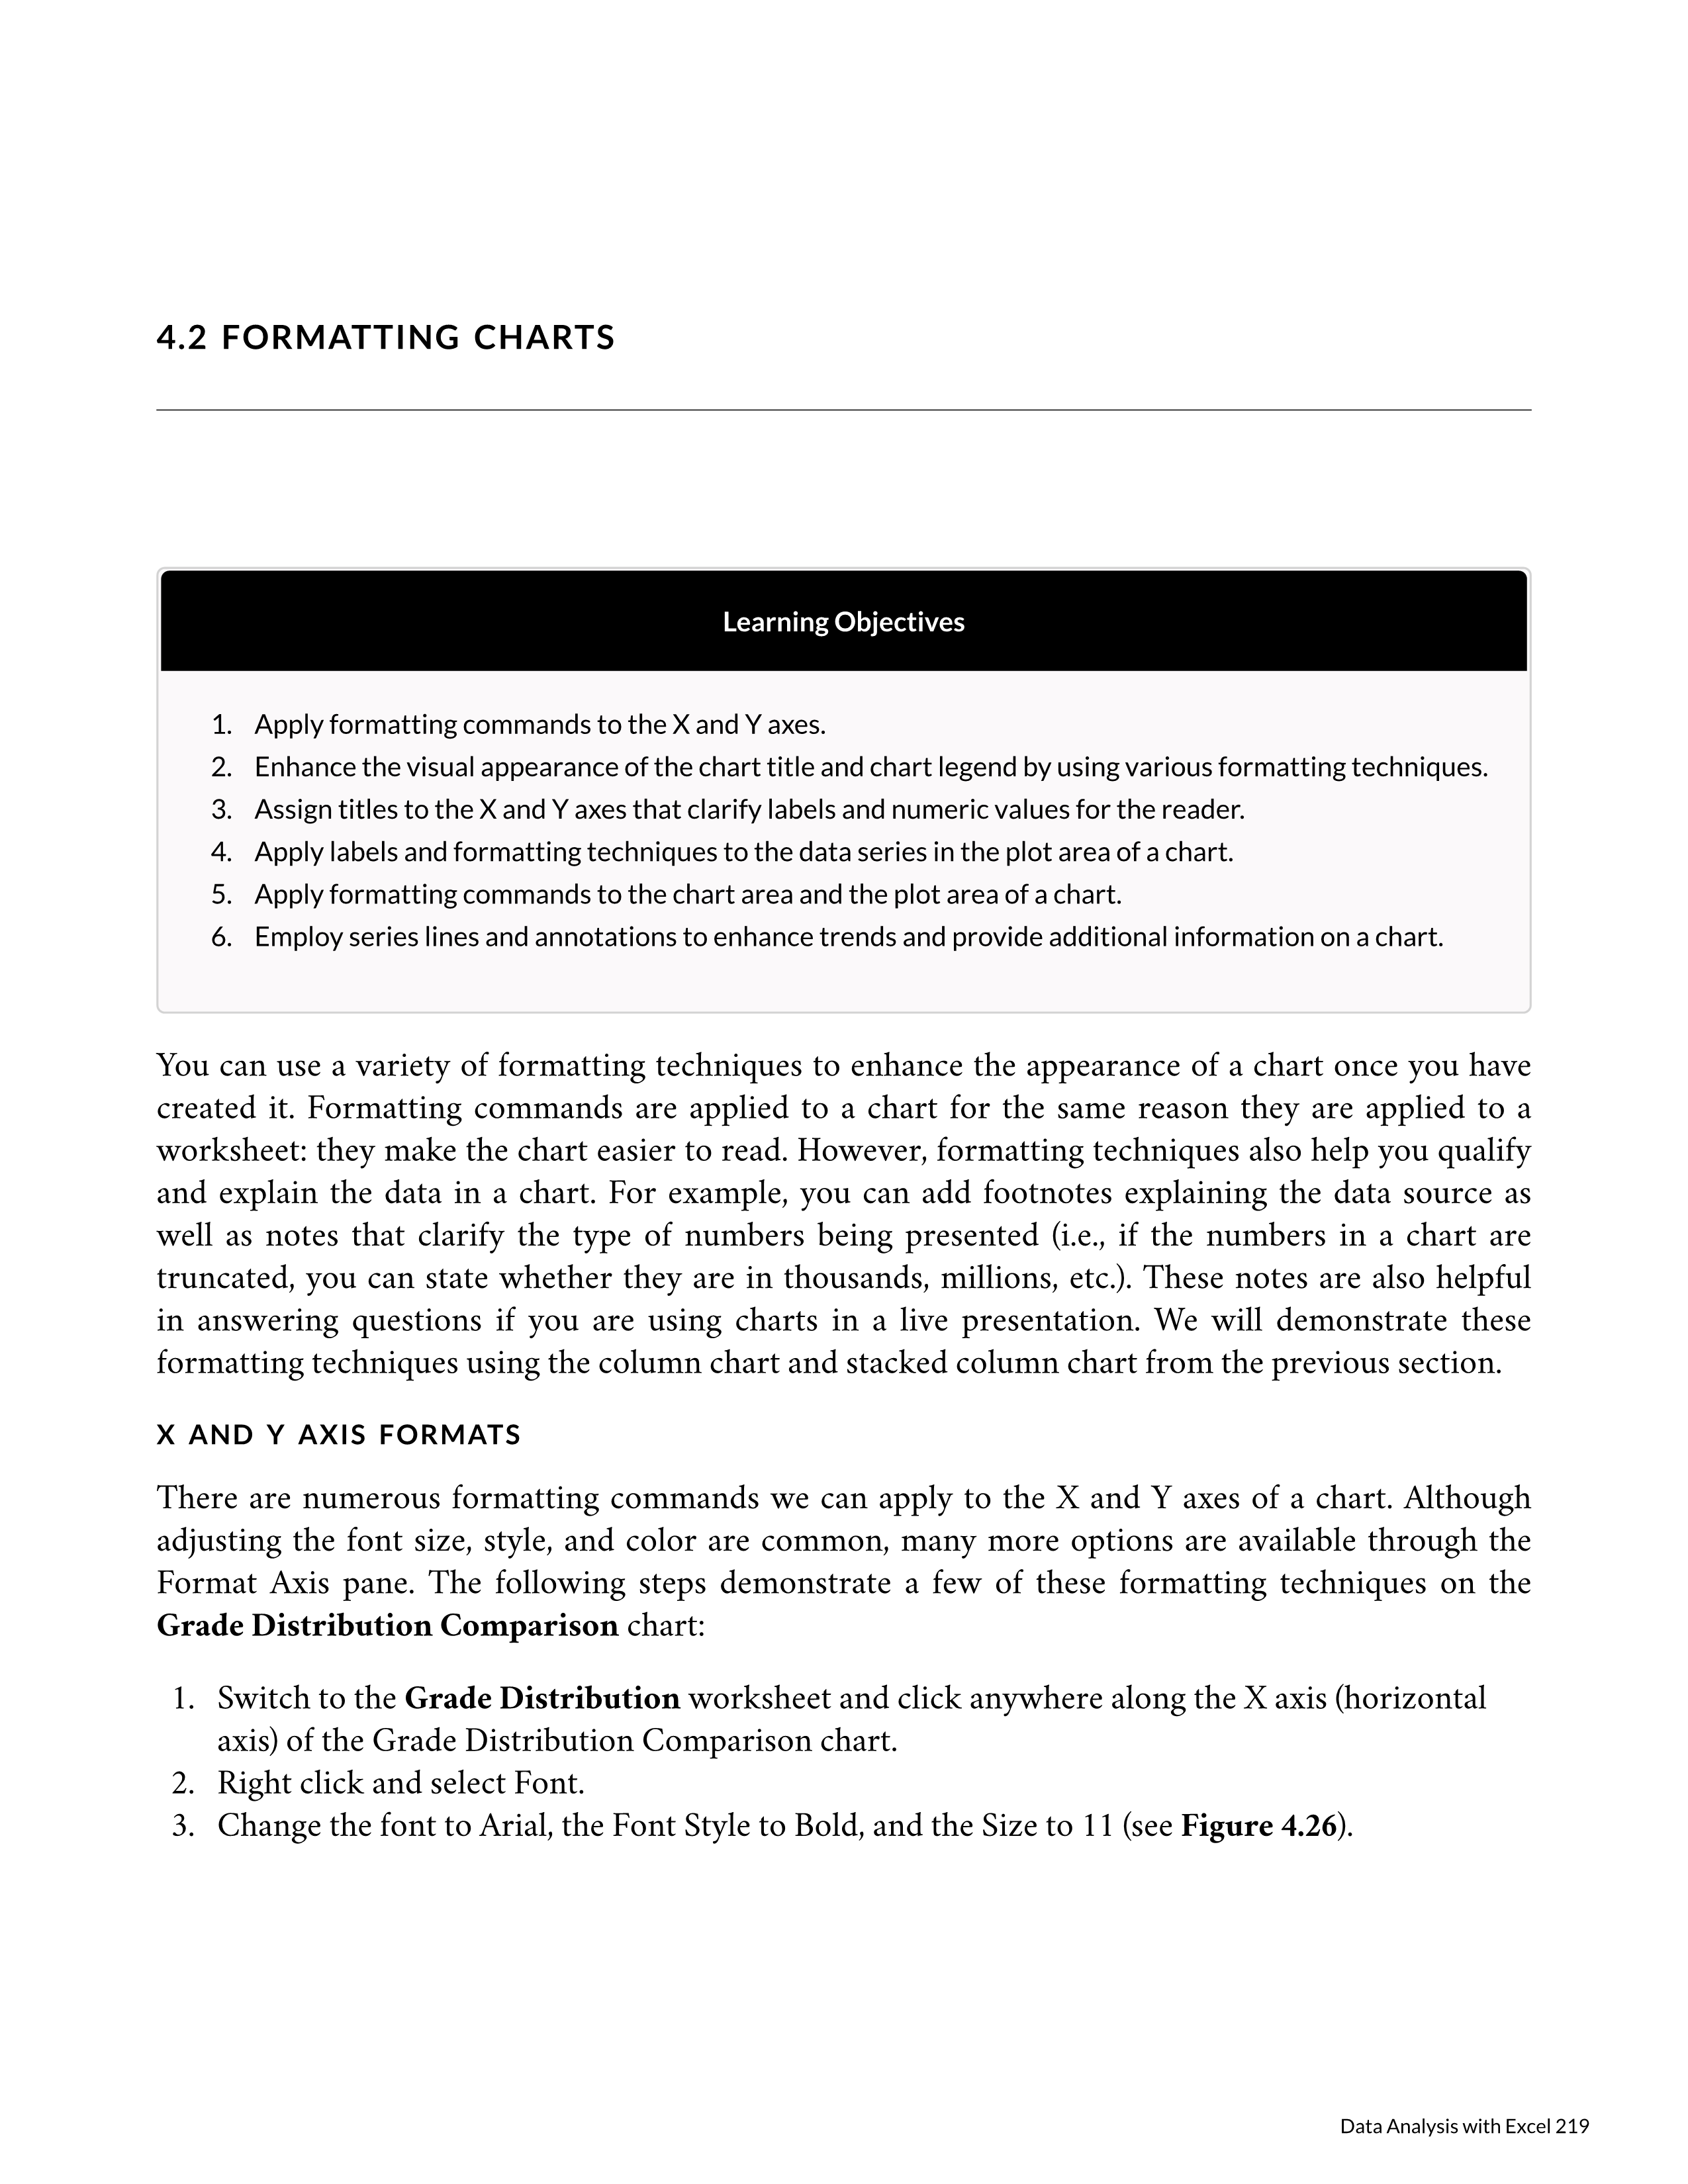 4.2 FORMATTING CHARTS
Learning Objectives
1. Apply formatting commands to the X and Y axes.
2. Enhance the visual appearance of the chart title and chart legend by using various formatting techniques.
3. Assign titles to the X and Y axes that clarify labels and numeric values for the reader.
4. Apply labels and formatting techniques to the data series in the plot area of a chart.
5. Apply formatting commands to the chart area and the plot area of a chart.
6. Employ series lines and annotations to enhance trends and provide additional information on a chart.
You can use a variety of formatting techniques to enhance the appearance of a chart once you have
created it. Formatting commands are applied to a chart for the same reason they are applied to a
worksheet: they make the chart easier to read. However, formatting techniques also help you qualify
and explain the data in a chart. For example, you can add footnotes explaining the data source as
well as notes that clarify the type of numbers being presented (i.e., if the numbers in a chart are
truncated, you can state whether they are in thousands, millions, etc.). These notes are also helpful
in answering questions if you are using charts in a live presentation. We will demonstrate these
formatting techniques using the column chart and stacked column chart from the previous section.
X AND Y AXIS FORMATS
There are numerous formatting commands we can apply to the X and Y axes of a chart. Although
adjusting the font size, style, and color are common, many more options are available through the
Format Axis pane. The following steps demonstrate a few of these formatting techniques on the
Grade Distribution Comparison chart:
1. Switch to the Grade Distribution worksheet and click anywhere along the X axis (horizontal
axis) of the Grade Distribution Comparison chart.
2. Right click and select Font.
3. Change the font to Arial, the Font Style to Bold, and the Size to 11 (see Figure 4.26).
Data Analysis with Excel 219